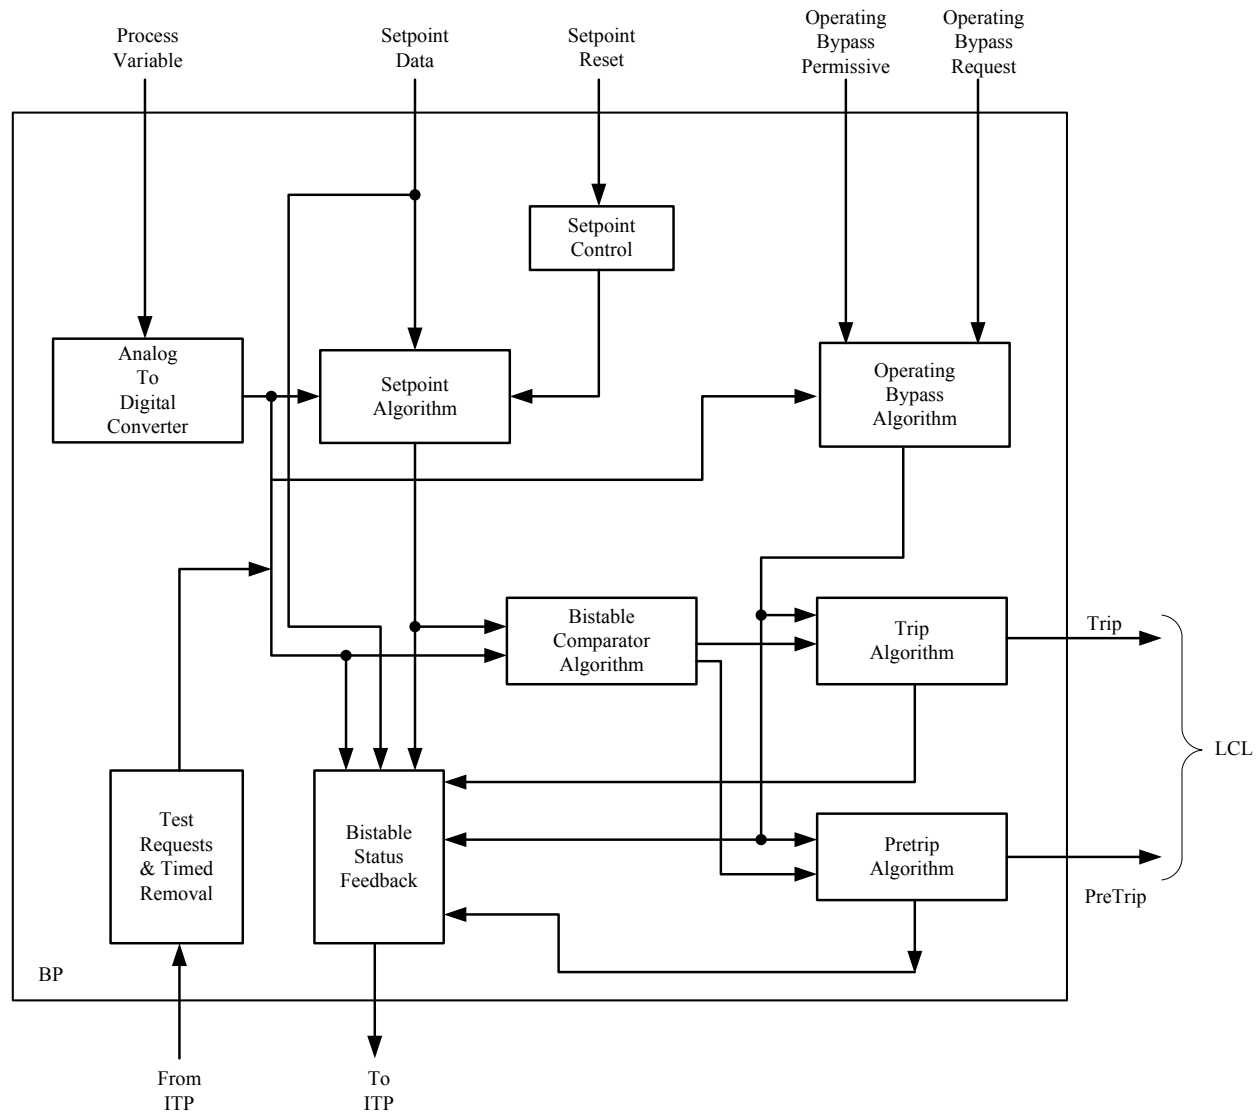 Process
Variable
Setpoint
Data
Setpoint
Reset
Operating
Bypass
Permissive
Operating
Bypass
Request
Setpoint
Control
Analog
To
Digital
Converter
Setpoint
Algorithm
Operating
Bypass
Algorithm
Bistable
Comparator
Algorithm
Trip
Algorithm
Trip
LCL
Test
Requests
& Timed
Removal
Bistable
Status
Feedback
Pretrip
Algorithm
PreTrip
BP
From
ITP
To
ITP